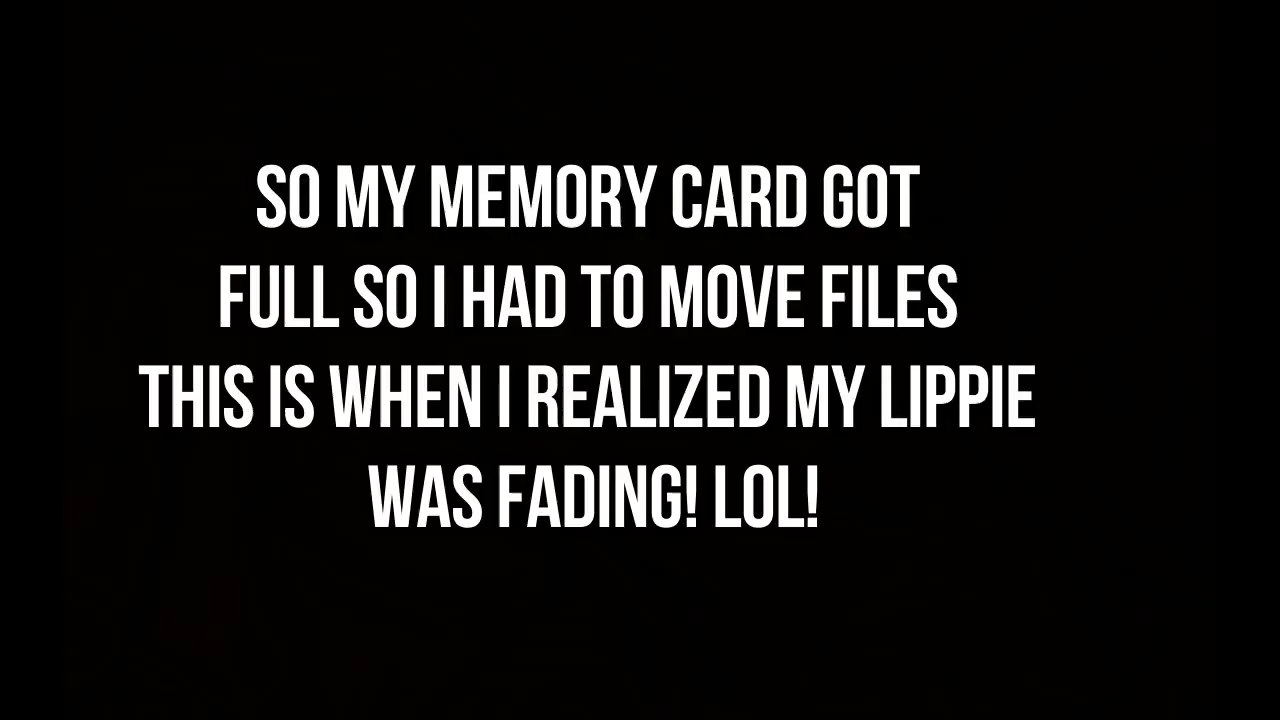 SO MY MEMORY CARD GOT
FULL SO I HAD TO MOVE FILES
THIS IS WHEN I REALIZED MY LIPPIE
WAS FADING! LOL!